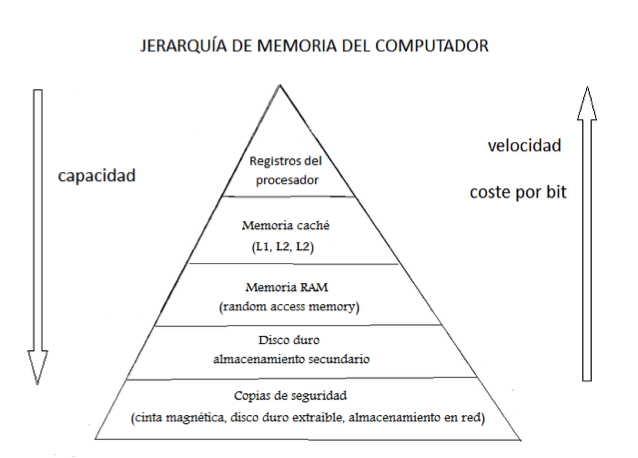 JERARQUÍA DE MEMORIA DEL COMPUTADOR
capacidad
velocidad
coste por bit
Registros del
procesador
Memoria caché
(L1, L2, L2)
Memoria RAM
(random access memory)
Disco duro
almacenamiento secundario
Copias de seguridad
(cinta magnética, disco duro extraible, almacenamiento en red)